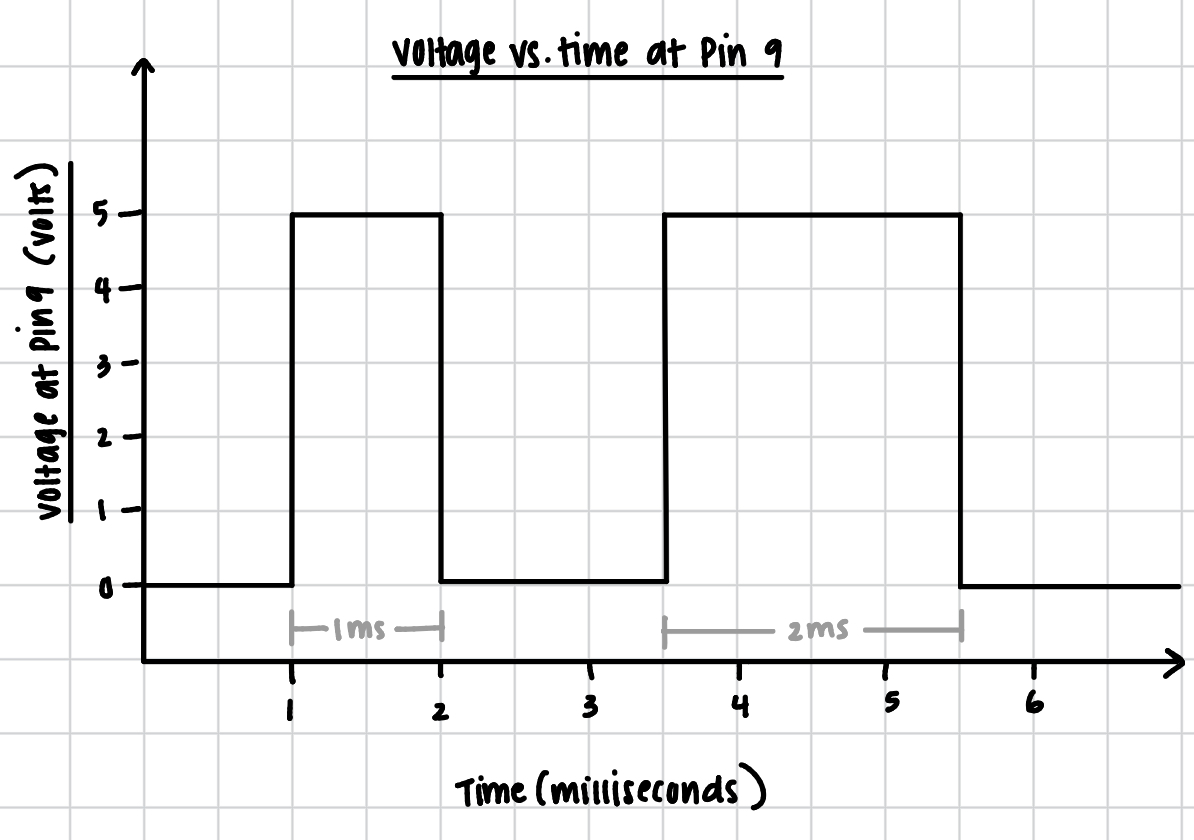 Voltage vs. time at Pin 9
Voltage at pin 9 (volts)
5
4
3
2
1
0
1ms
2ms
1
2
3
4
5
6
Time (milliseconds)